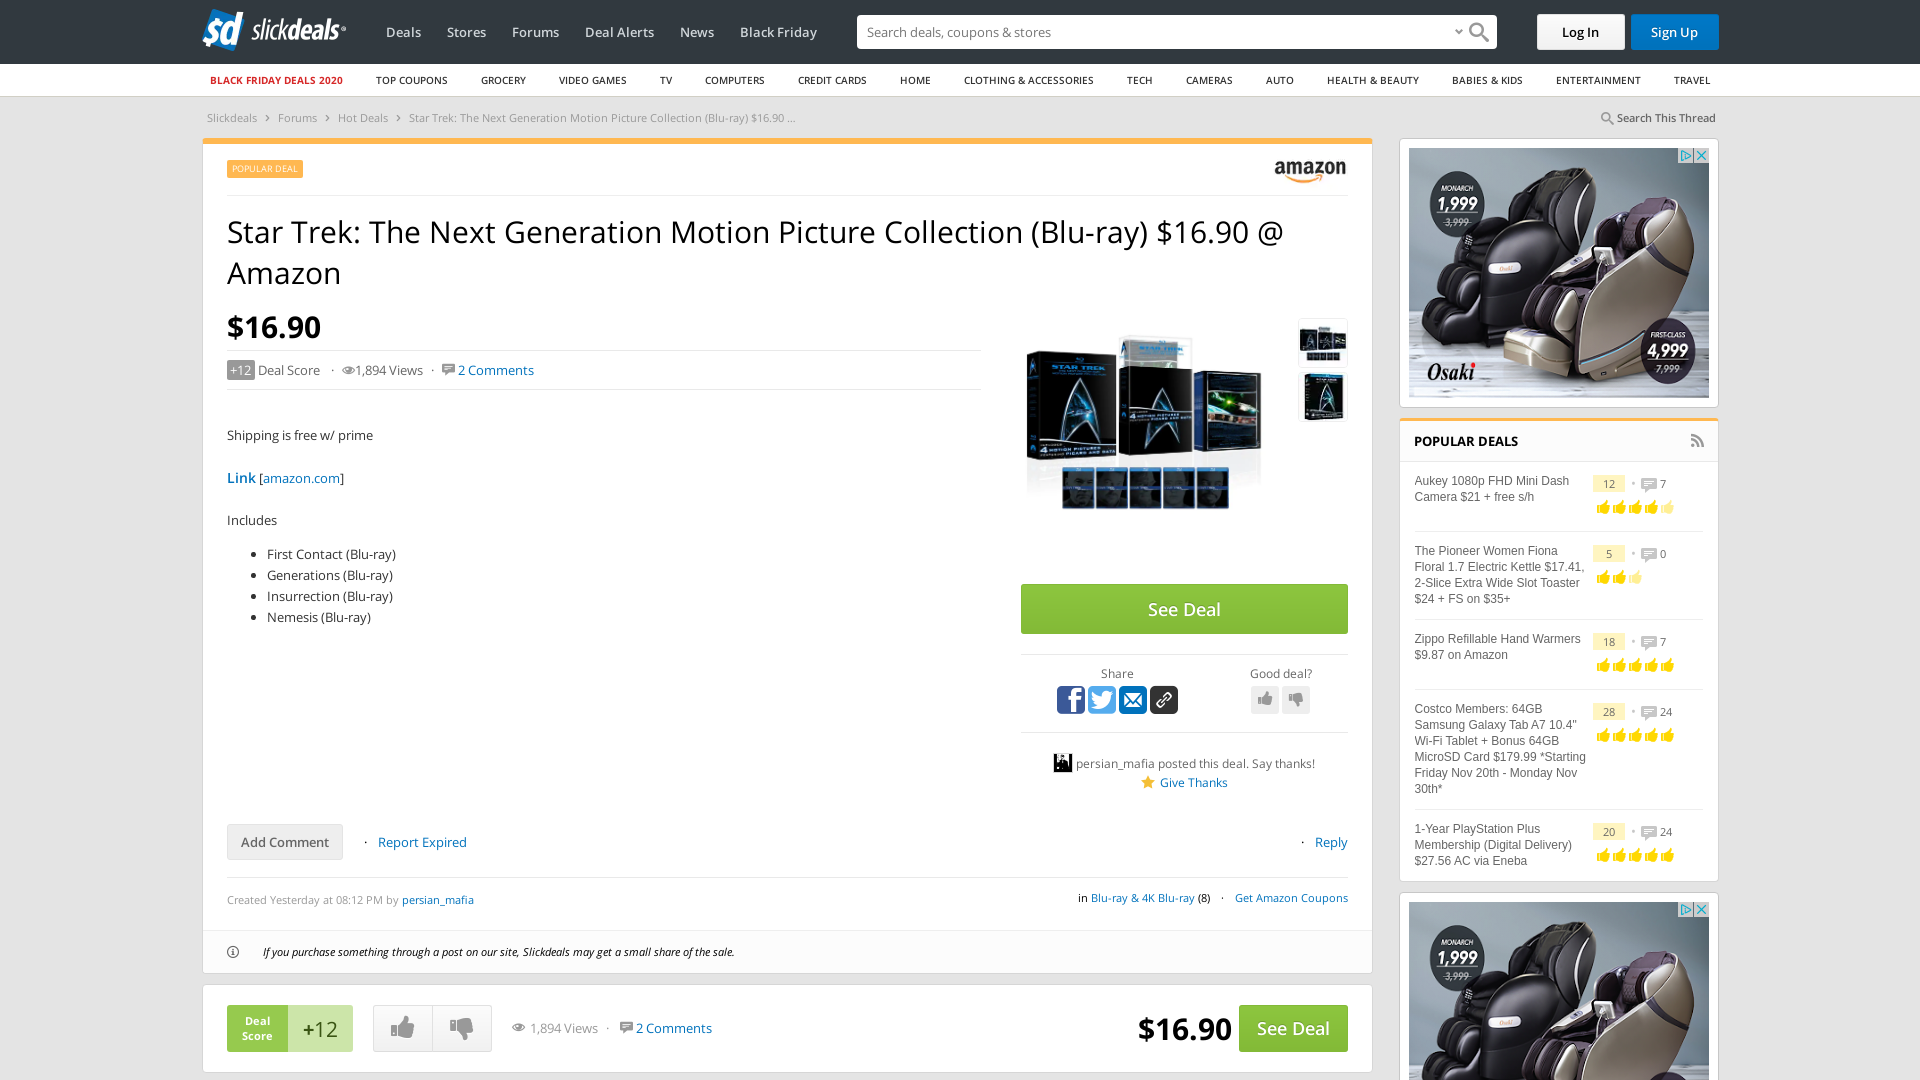 slickdeals
Deals
Stores
Forums
Deal Alerts
News
Black Friday
Search deals, coupons & stores
Log In
Sign Up
BLACK FRIDAY DEALS 2020
TOP COUPONS
GROCERY
VIDEO GAMES
TV
COMPUTERS
CREDIT CARDS
HOME
CLOTHING & ACCESSORIES
TECH
CAMERAS
AUTO
HEALTH & BEAUTY
BABIES & KIDS
ENTERTAINMENT
TRAVEL
Slickdeals › Forums › Hot Deals › Star Trek: The Next Generation Motion Picture Collection (Blu-ray) $16.90 ...
Search This Thread
POPULAR DEAL
amazon
Star Trek: The Next Generation Motion Picture Collection (Blu-ray) $16.90 @
Amazon
$16.90
+12 Deal Score · 1,894 Views · 2 Comments
Shipping is free w/ prime
Link [amazon.com]
Includes
• First Contact (Blu-ray)
• Generations (Blu-ray)
• Insurrection (Blu-ray)
• Nemesis (Blu-ray)
STAR TREK
4 MOTION PICTURES
See Deal
Share
Good deal?
persian_mafia posted this deal. Say thanks!
Give Thanks
Add Comment
· Report Expired
· Reply
Created Yesterday at 08:12 PM by persian_mafia
in Blu-ray & 4K Blu-ray (8) · Get Amazon Coupons
If you purchase something through a post on our site, Slickdeals may get a small share of the sale.
Deal
Score
+12
1,894 Views · 2 Comments
$16.90
See Deal
MONARCH
1,999
3,999
Osaki
FIRST-CLASS
4,999
7,999
POPULAR DEALS
Aukey 1080p FHD Mini Dash
Camera $21 + free s/h
12 • 7
The Pioneer Women Fiona
Floral 1.7 Electric Kettle $17.41,
2-Slice Extra Wide Slot Toaster
$24 + FS on $35+
5 • 0
Zippo Refillable Hand Warmers
$9.87 on Amazon
18 • 7
Costco Members: 64GB
Samsung Galaxy Tab A7 10.4"
Wi-Fi Tablet + Bonus 64GB
MicroSD Card $179.99 *Starting
Friday Nov 20th - Monday Nov
30th*
28 • 24
1-Year PlayStation Plus
Membership (Digital Delivery)
$27.56 AC via Eneba
20 • 24
MONARCH
1,999
3,999